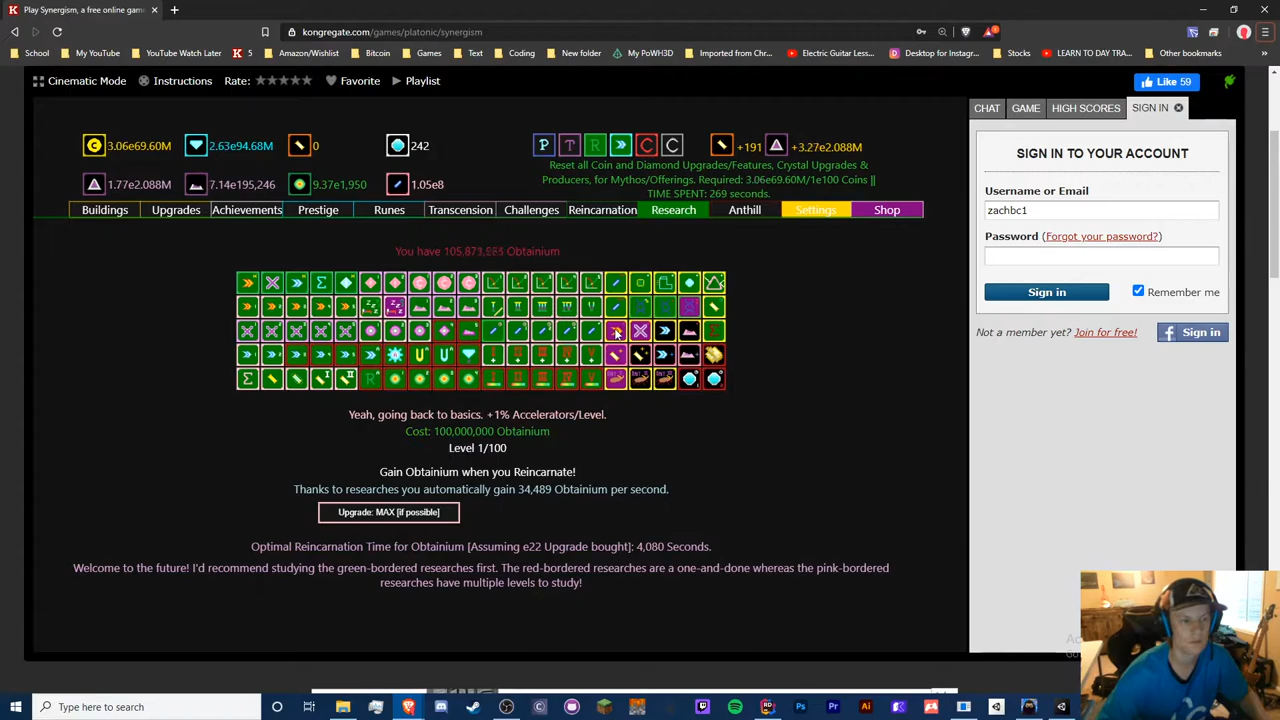 Play Synergism, a free online gam
kongregate.com/games/platonic/synergism
School
My YouTube
YouTube Watch Later
5
Amazon/Wishlist
Bitcoin
Games
Text
Coding
New folder
My PoWH3D
Imported from Chr...
Electric Guitar Less...
Desktop for Instagr...
Stocks
LEARN TO DAY TRA...
Other bookmarks
Cinematic Mode
Instructions
Rate:
Favorite
Playlist
Like 59
CHAT
GAME
HIGH SCORES
SIGN IN
3.06e69.60M
2.63e94.68M
0
242
P T R C C
+191
+3.27e2.088M
1.77e2.088M
7.14e195,246
9.37e1,950
1.05e8
Reset all Coin and Diamond Upgrades/Features, Crystal Upgrades &
Producers, for Mythos/Offerings. Required: 3.06e69.60M/1e100 Coins ||
TIME SPENT: 269 seconds.
Buildings
Upgrades
Achievements
Prestige
Runes
Transcension
Challenges
Reincarnation
Research
Anthill
Settings
Shop
You have 105,873,583 Obtainium
Yeah, going back to basics. +1% Accelerators/Level.
Cost: 100,000,000 Obtainium
Level 1/100
Gain Obtainium when you Reincarnate!
Thanks to researches you automatically gain 34,489 Obtainium per second.
Upgrade: MAX [if possible]
Optimal Reincarnation Time for Obtainium [Assuming e22 Upgrade bought]: 4,080 Seconds.
Welcome to the future! I'd recommend studying the green-bordered researches first. The red-bordered researches are a one-and-done whereas the pink-bordered
researches have multiple levels to study!
SIGN IN TO YOUR ACCOUNT
Username or Email
zachbc1
Password (Forgot your password?)
Sign in
Remember me
Not a member yet? Join for free!
Sign in
Type here to search